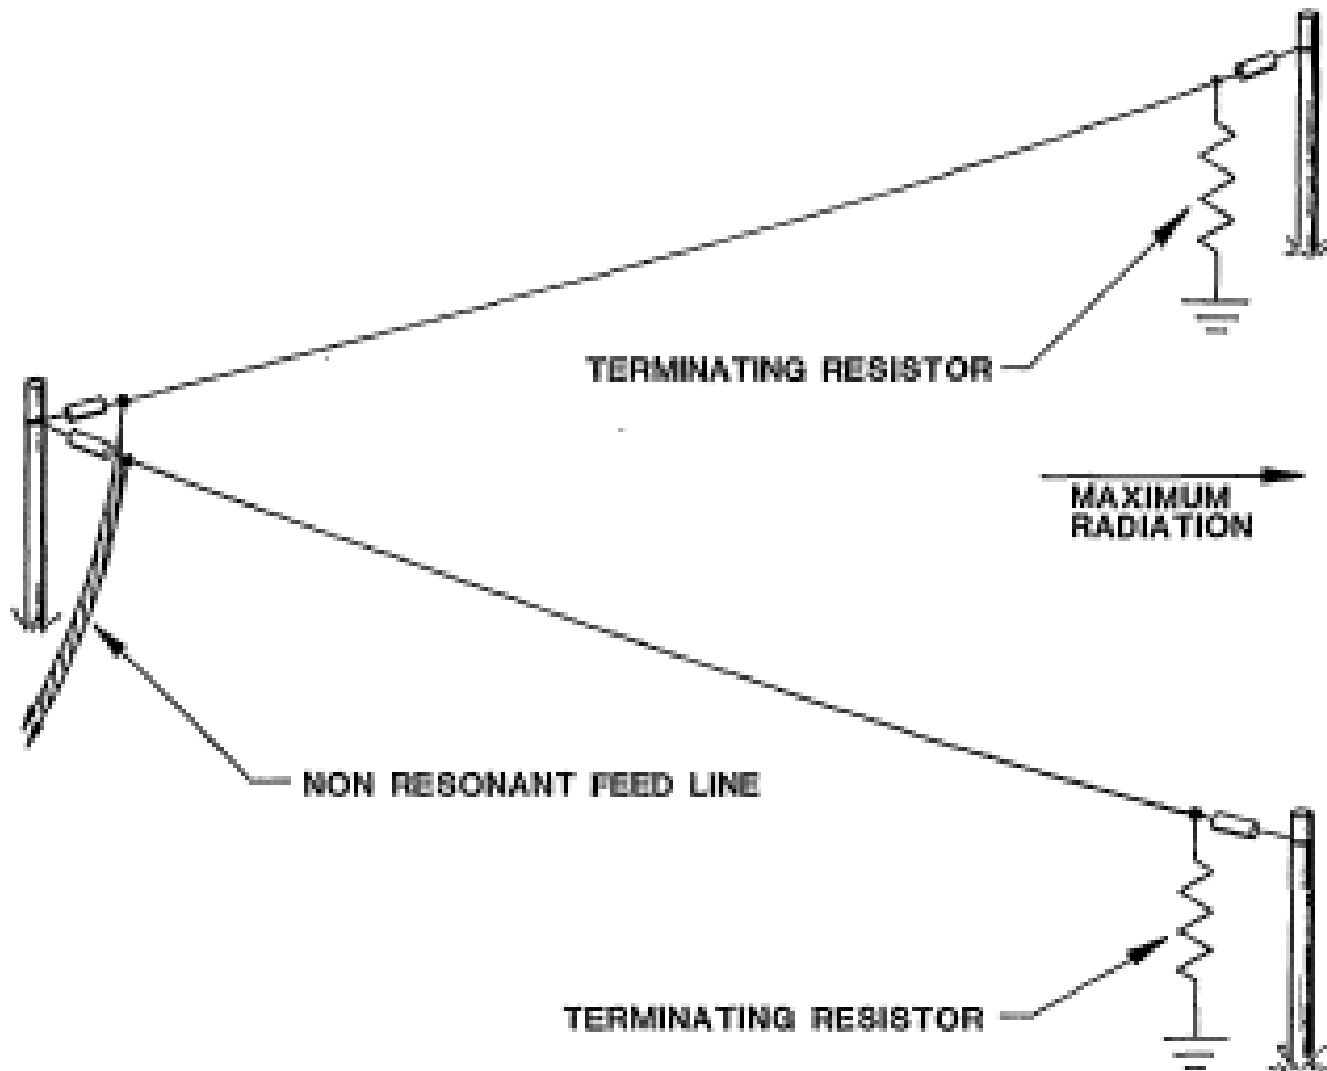 TERMINATING RESISTOR
MAXIMUM
RADIATION
NON RESONANT FEED LINE
TERMINATING RESISTOR